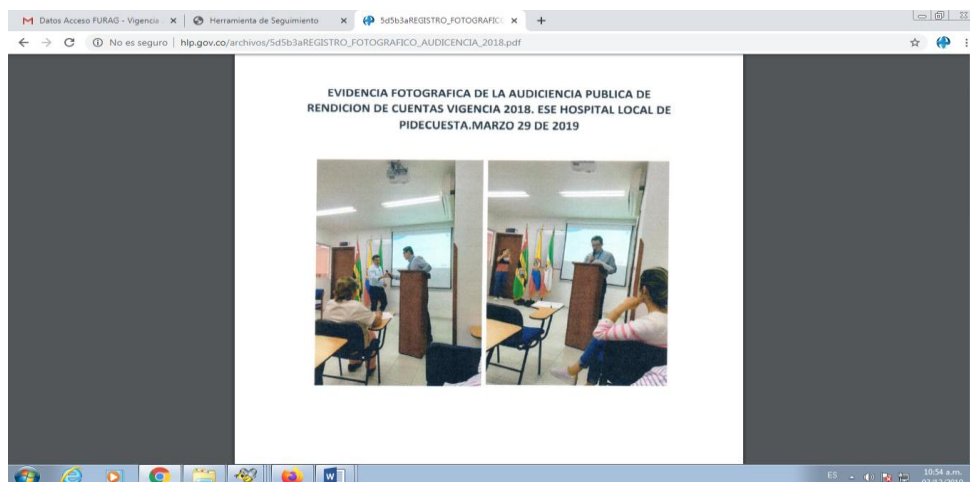 Datos Acceso FURAG - Vigencia
Herramienta de Seguimiento
5d5b3aREGISTRO_FOTOGRAFIC
No es seguro | hlp.gov.co/archivos/5d5b3aREGISTRO_FOTOGRAFICO_AUDICENCIA_2018.pdf
EVIDENCIA FOTOGRAFICA DE LA AUDICIENCIA PUBLICA DE
RENDICION DE CUENTAS VIGENCIA 2018. ESE HOSPITAL LOCAL DE
PIDECUESTA.MARZO 29 DE 2019
ES
10:54 a.m.